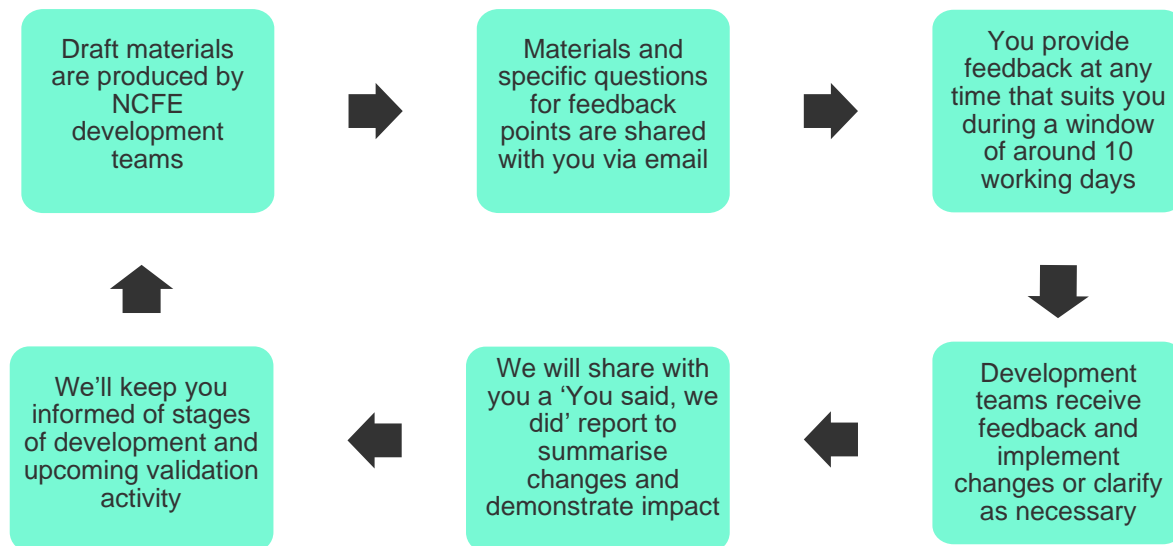 Draft materials
are produced by
NCFE
development
teams
Materials and
specific questions
for feedback
points are shared
with you via email
You provide
feedback at any
time that suits you
during a window
of around 10
working days
Development
teams receive
feedback and
implement
changes or clarify
as necessary
We will share with
you a ‘You said, we
did’ report to
summarise
changes and
demonstrate impact
We’ll keep you
informed of stages
of development and
upcoming validation
activity